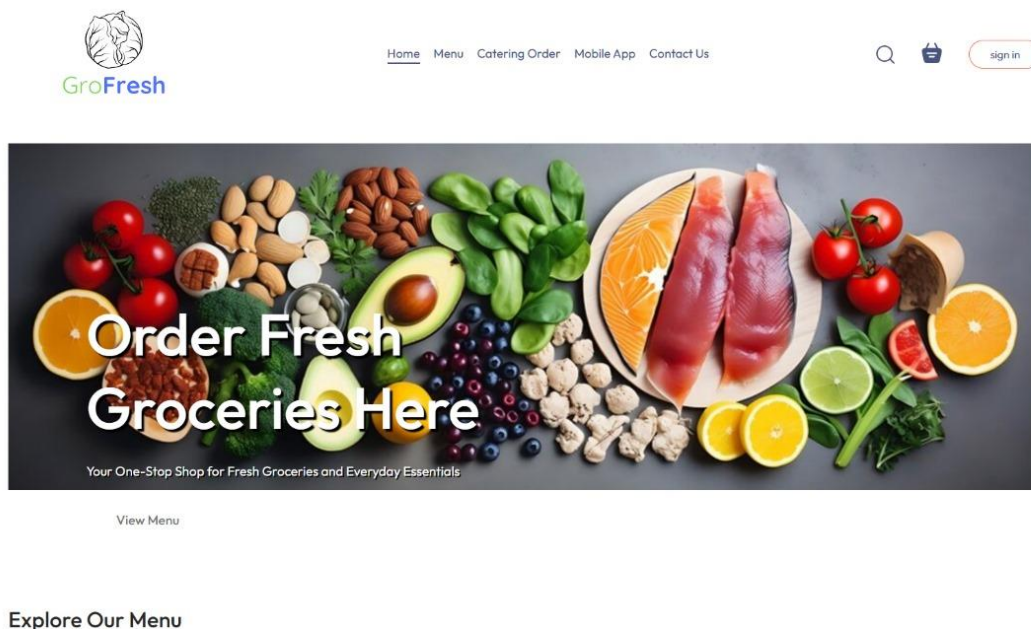 GroFresh
Home Menu Catering Order Mobile App Contact Us
sign in
Order Fresh
Groceries Here
Your One-Stop Shop for Fresh Groceries and Everyday Essentials
View Menu
Explore Our Menu